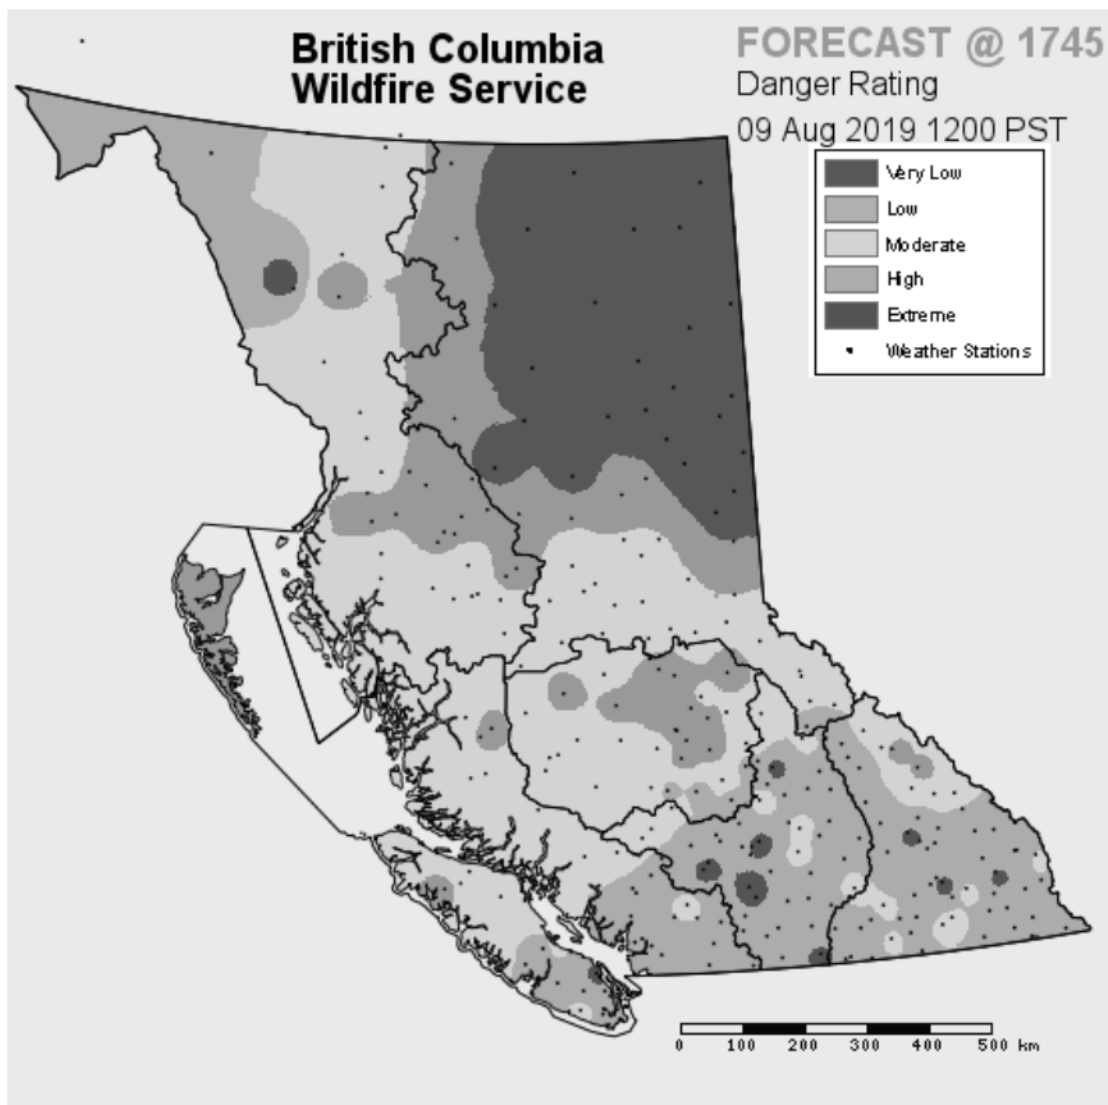 British Columbia
Wildfire Service
FORECAST @ 1745
Danger Rating
09 Aug 2019 1200 PST
Very Low
Low
Moderate
High
Extreme
Weather Stations
0 100 200 300 400 500 km